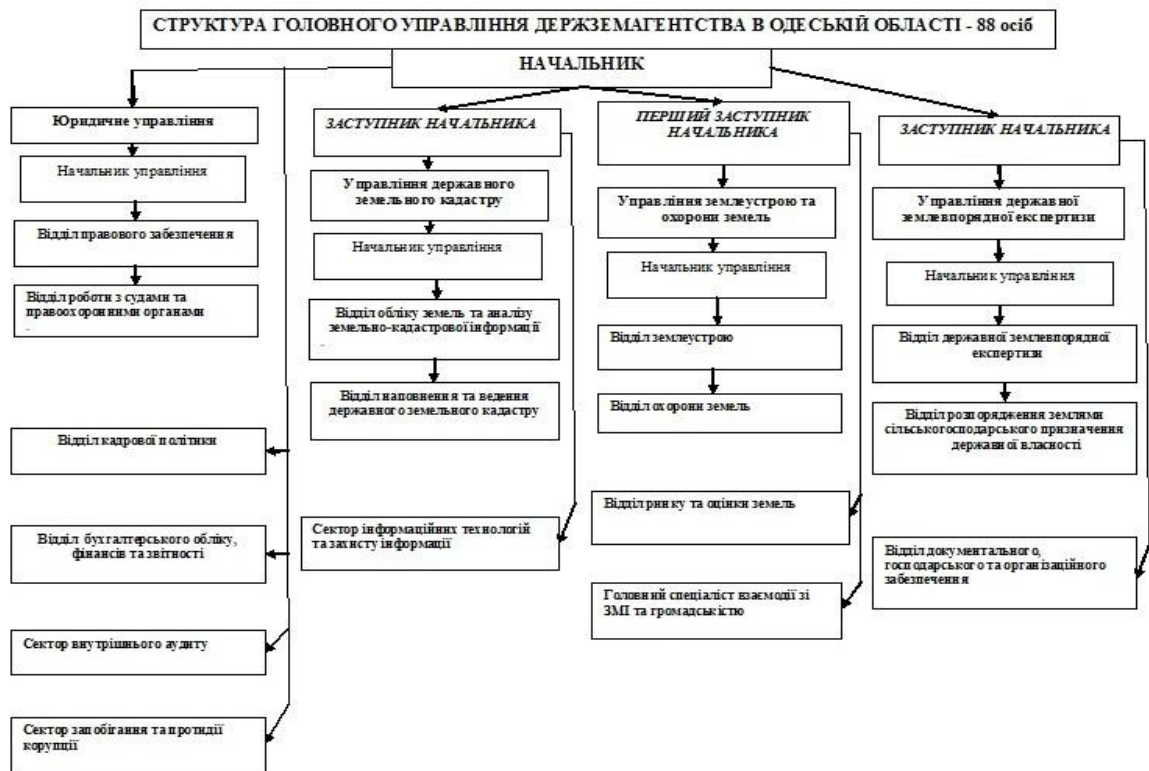 СТРУКТУРА ГОЛОВНОГО УПРАВЛІННЯ ДЕРЖЗЕМАГЕНТСТВА В ОДЕСЬКІЙ ОБЛАСТІ - 88 осіб
НАЧАЛЬНИК
Юридичне управління
Начальник управління
Відділ правового забезпечення
Відділ роботи з судами та
правоохоронними органами
Відділ кадрової політики
Відділ бухгалтерського обліку,
фінансів та звітності
Сектор внутрішнього аудиту
Сектор запобігання та протидії
корупції
ЗАСТУПНИК НАЧАЛЬНИКА
Управління державного
земельного кадастру
Начальник управління
Відділ обліку земель та аналізу
земельно-кадастрової інформації
Відділ наповнення та ведення
державного земельного кадастру
Сектор інформаційних технологій
та захисту інформації
ПЕРШИЙ ЗАСТУПНИК
НАЧАЛЬНИКА
Управління землеустрою та
охорони земель
Начальник управління
Відділ землеустрою
Відділ охорони земель
Відділ ринку та оцінки земель
Головний спеціаліст взаємодії зі
ЗМІ та громадськістю
ЗАСТУПНИК НАЧАЛЬНИКА
Управління державної
землевпорядної експертизи
Начальник управління
Відділ державної землевпорядної
експертизи
Відділ розпорядження землями
сільськогосподарського призначення
державної власності
Відділ документального,
господарського та організаційного
забезпечення